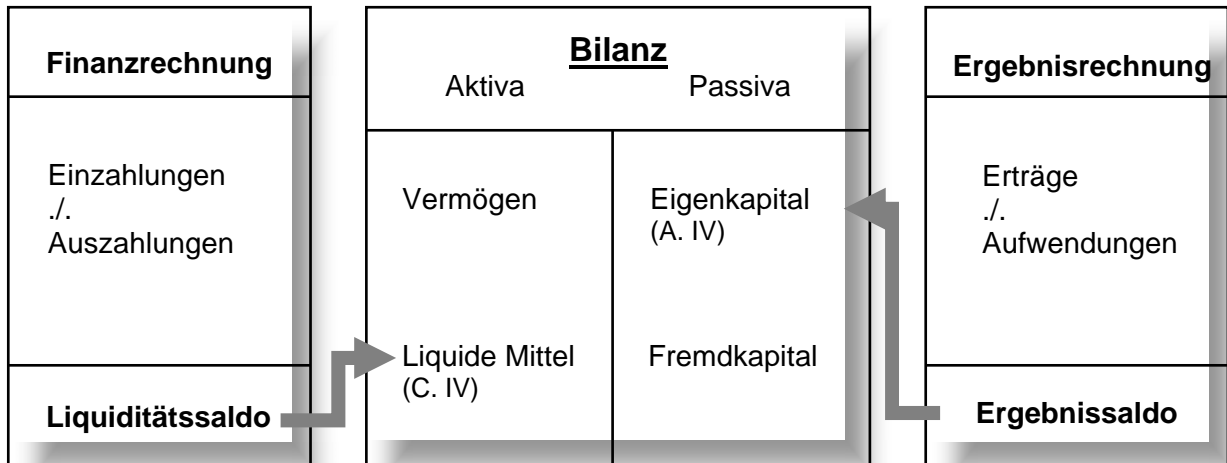 Finanzrechnung
Einzahlungen
./.
Auszahlungen
Liquiditätssaldo
Bilanz
Aktiva Passiva
Vermögen
Eigenkapital
(A. IV)
Liquide Mittel
(C. IV)
Fremdkapital
Ergebnisrechnung
Erträge
./.
Aufwendungen
Ergebnissaldo